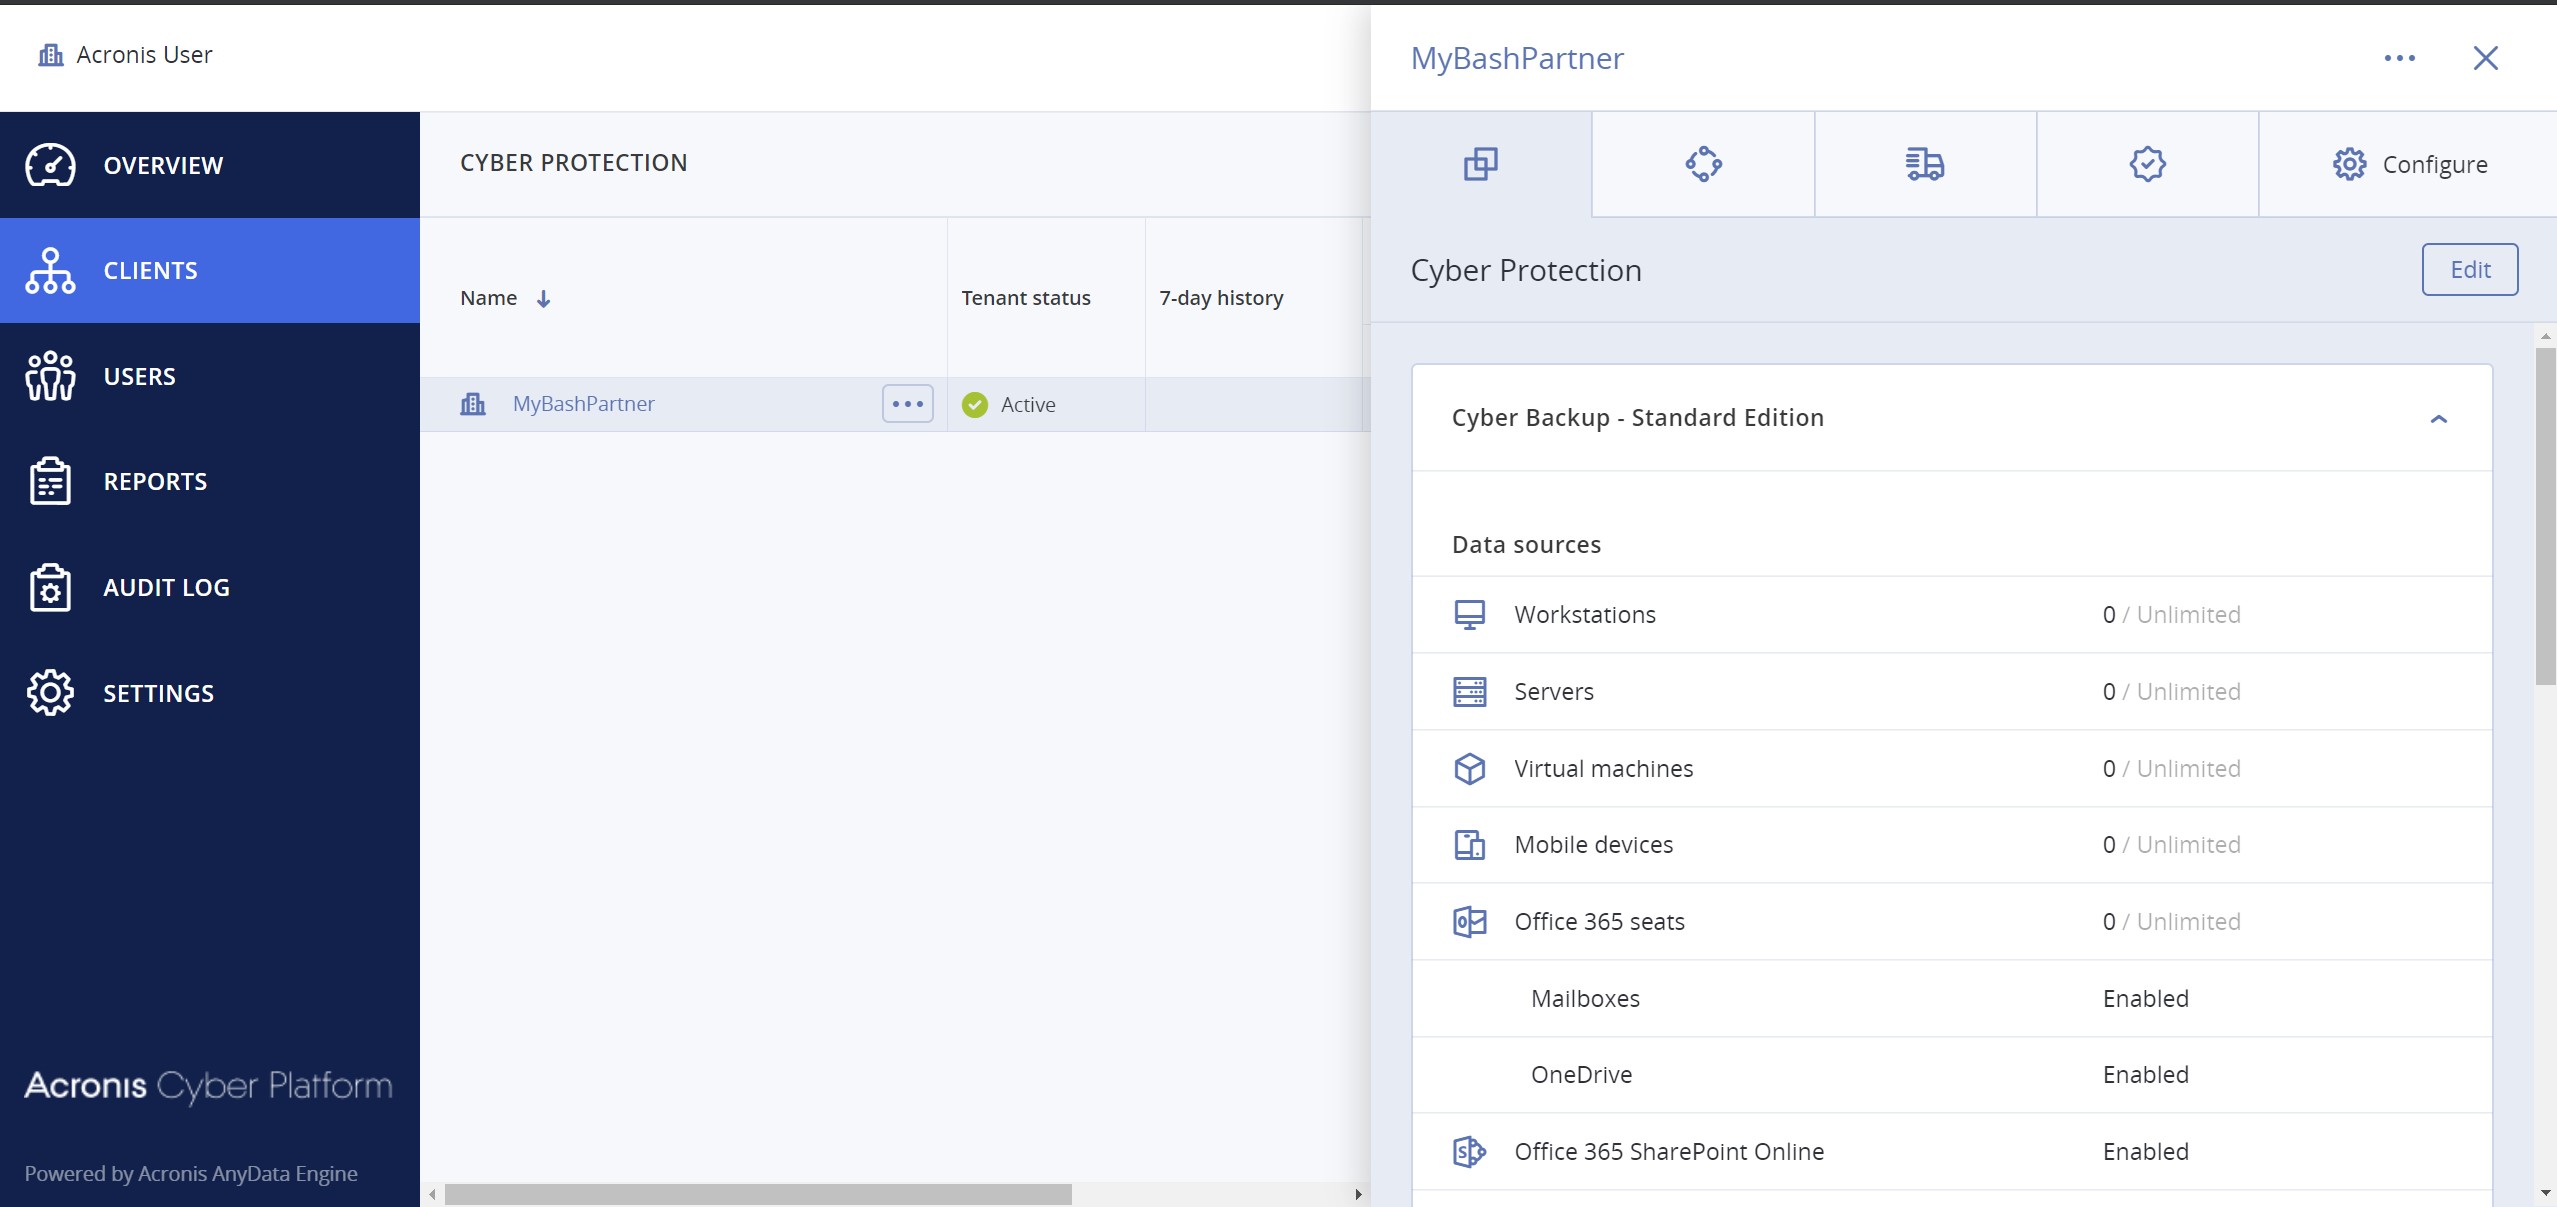 Acronis User
MyBashPartner
OVERVIEW
CLIENTS
USERS
REPORTS
AUDIT LOG
SETTINGS
Acronis Cyber Platform
Powered by Acronis AnyData Engine
CYBER PROTECTION
Name
Tenant status
7-day history
MyBashPartner
Active
Configure
Cyber Protection
Edit
Cyber Backup - Standard Edition
Data sources
Workstations 0 / Unlimited
Servers 0 / Unlimited
Virtual machines 0 / Unlimited
Mobile devices 0 / Unlimited
Office 365 seats 0 / Unlimited
Mailboxes Enabled
OneDrive Enabled
Office 365 SharePoint Online Enabled